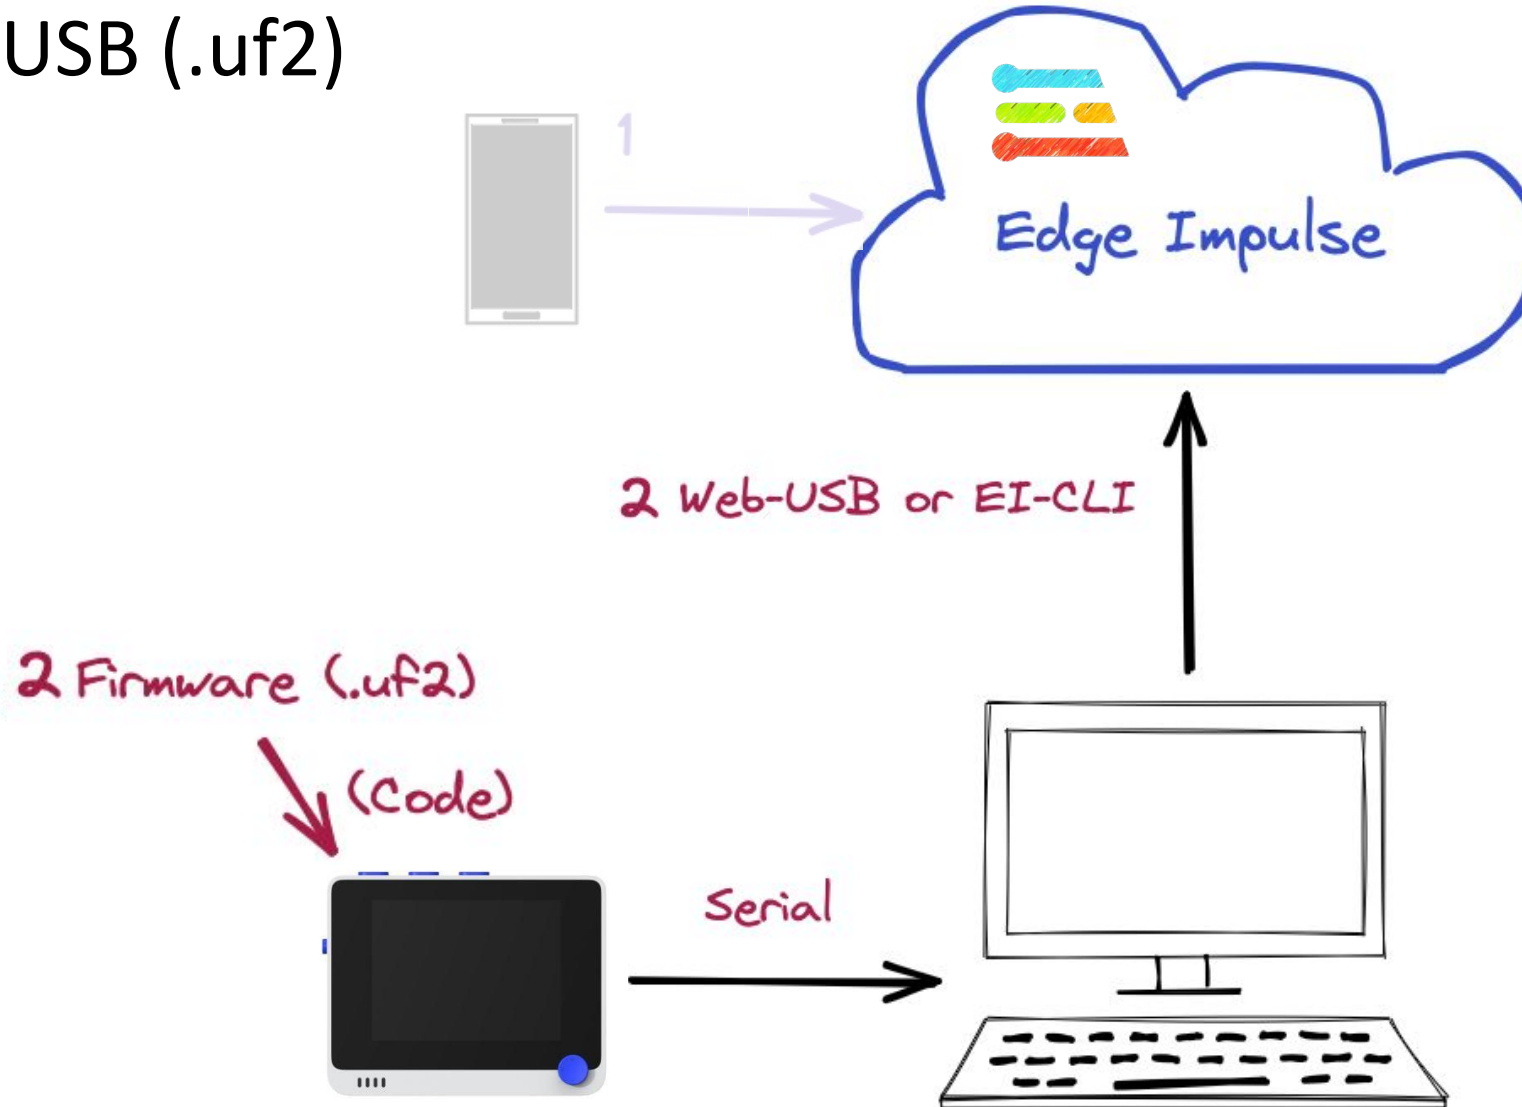 USB (.uf2)
1
Edge Impulse
2 Web-USB or EI-CLI
2 Firmware (.uf2)
(Code)
Serial